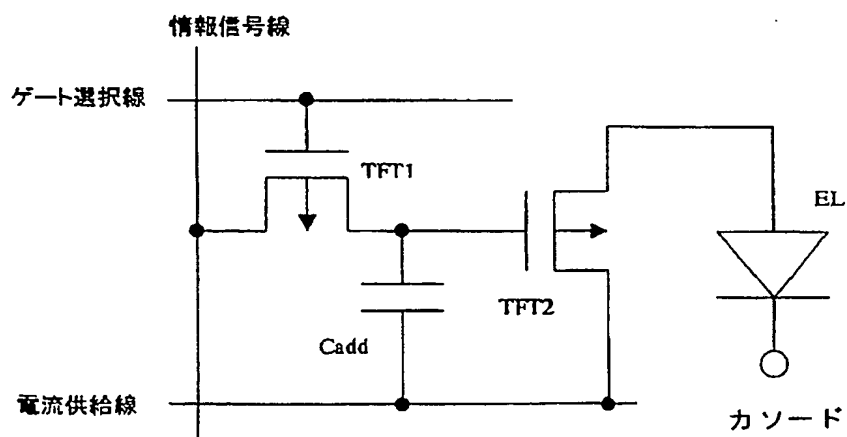 情報信号線
ゲート選択線
TFT1
EL
TFT2
Cadd
電流供給線
カソード